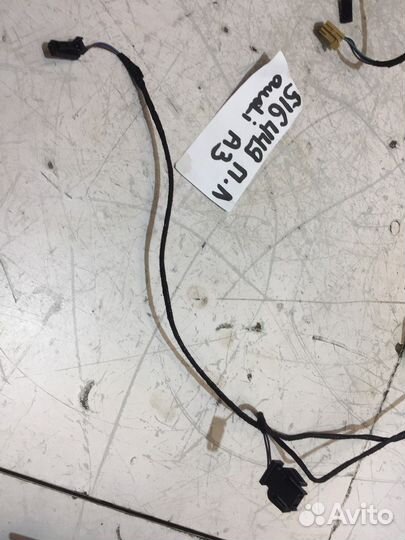 516449 п.л
audi A3
Avito